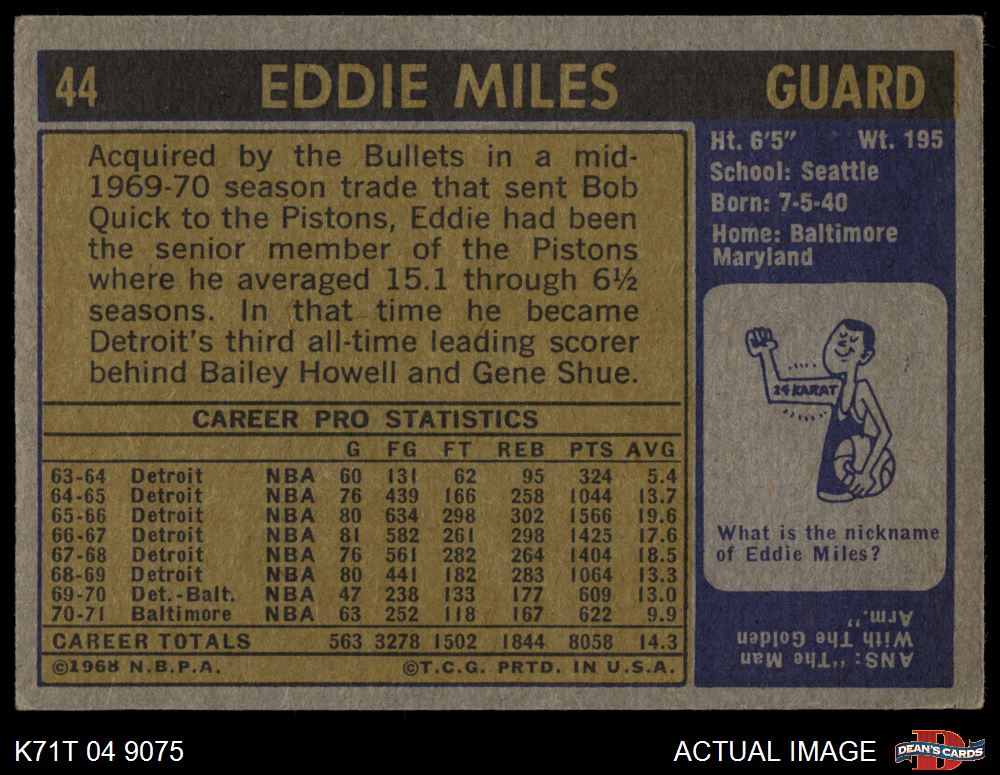 44 EDDIE MILES GUARD
Acquired by the Bullets in a mid-
1969-70 season trade that sent Bob
Quick to the Pistons, Eddie had been
the senior member of the Pistons
where he averaged 15.1 through 6½
seasons. In that time he became
Detroit's third all-time leading scorer
behind Bailey Howell and Gene Shue.
CAREER PRO STATISTICS
G FG FT REB PTS AVG
63-64 Detroit NBA 60 131 62 95 324 5.4
64-65 Detroit NBA 76 439 166 258 1044 13.7
65-66 Detroit NBA 80 634 298 302 1566 19.6
66-67 Detroit NBA 81 582 261 298 1425 17.6
67-68 Detroit NBA 76 561 282 264 1404 18.5
68-69 Detroit NBA 80 441 182 283 1064 13.3
69-70 Det.-Balt. NBA 47 238 133 177 609 13.0
70-71 Baltimore NBA 63 252 118 167 622 9.9
CAREER TOTALS 563 3278 1502 1844 8058 14.3
©1968 N.B.P.A. ©T.C.G. PRTD. IN U.S.A.
Ht. 6'5" Wt. 195
School: Seattle
Born: 7-5-40
Home: Baltimore
Maryland
24 KARAT
What is the nickname
of Eddie Miles?
ANS: "The Man
With The Golden
Arm."
K71T 04 9075 ACTUAL IMAGE
D
DEAN'S CARDS